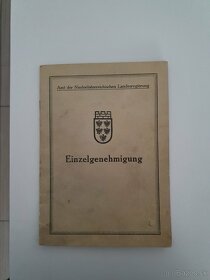 Amt der Niederösterreichischen Landesregierung
Einzelgenehmigung